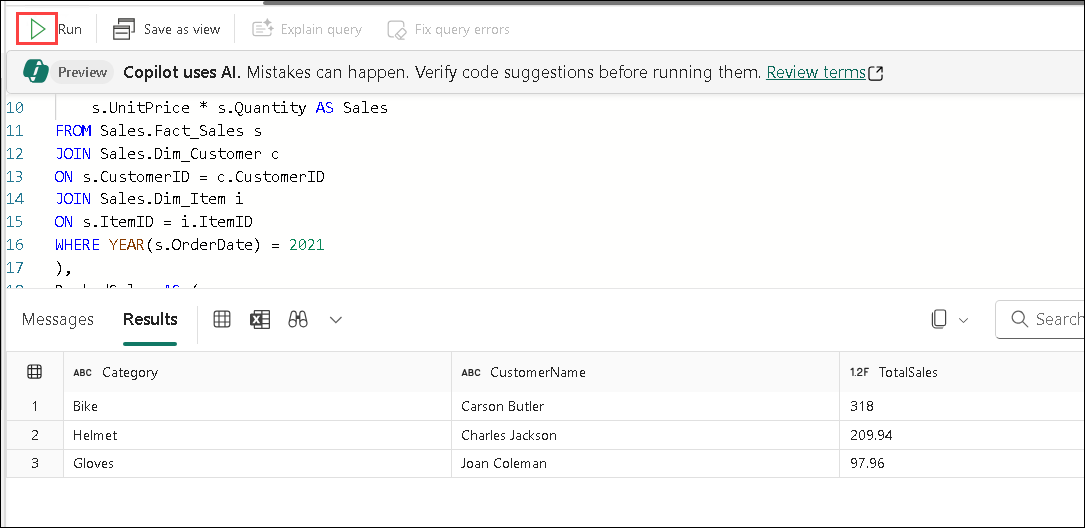 Run Save as view Explain query Fix query errors
Preview Copilot uses AI. Mistakes can happen. Verify code suggestions before running them. Review terms
10 s.UnitPrice * s.Quantity AS Sales
11 FROM Sales.Fact_Sales s
12 JOIN Sales.Dim_Customer c
13 ON s.CustomerID = c.CustomerID
14 JOIN Sales.Dim_Item i
15 ON s.ItemID = i.ItemID
16 WHERE YEAR(s.OrderDate) = 2021
17 ),
Messages Results Search
ABC Category ABC CustomerName 1.2F TotalSales
1 Bike Carson Butler 318
2 Helmet Charles Jackson 209.94
3 Gloves Joan Coleman 97.96